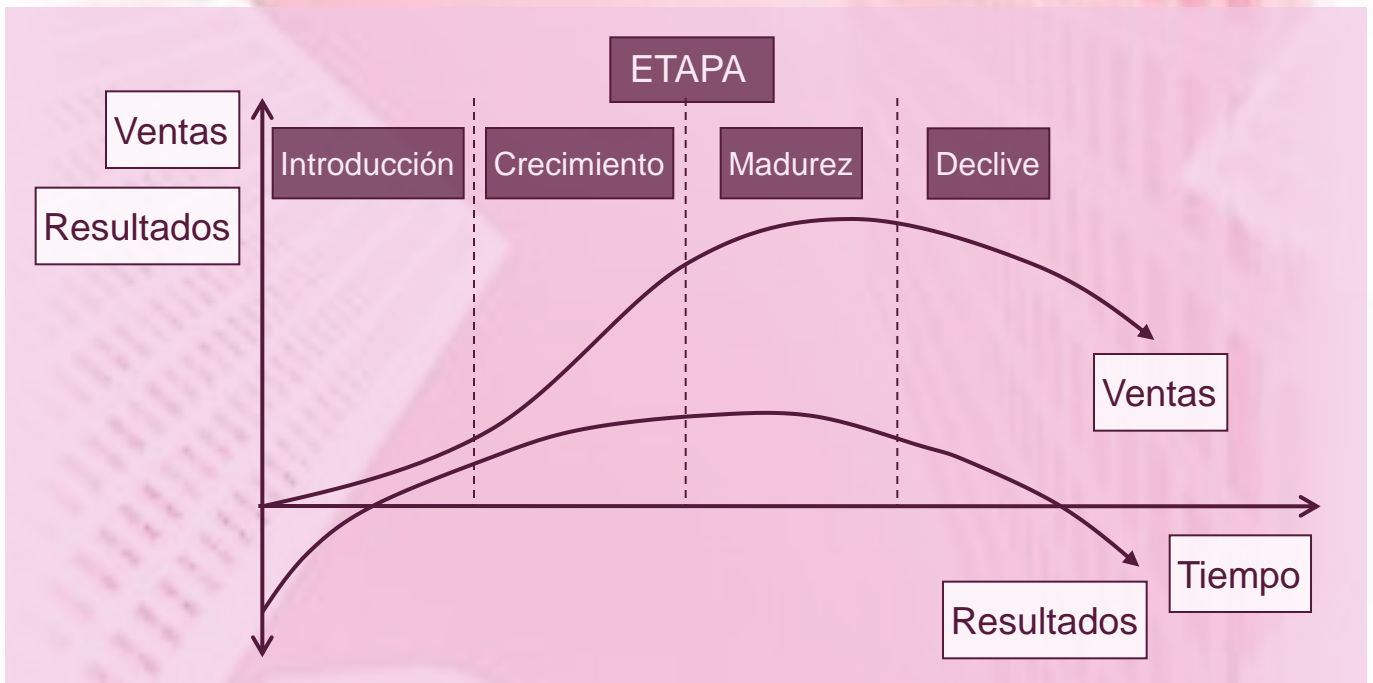 ETAPA
Ventas
Introducción
Crecimiento
Madurez
Declive
Resultados
Ventas
Tiempo
Resultados